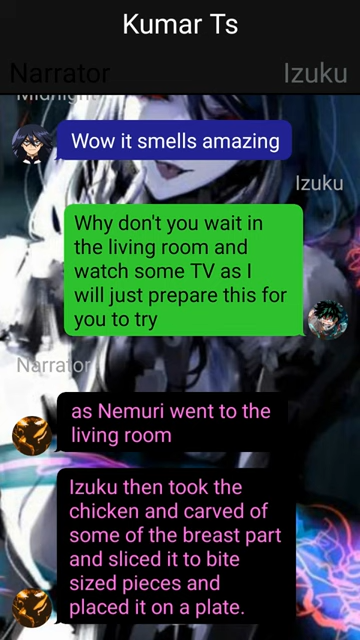 Kumar Ts
Narrator
Izuku
Midnight
Wow it smells amazing
Izuku
Why don't you wait in
the living room and
watch some TV as I
will just prepare this for
you to try
Narrator
as Nemuri went to the
living room
Izuku then took the
chicken and carved of
some of the breast part
and sliced it to bite
sized pieces and
placed it on a plate.